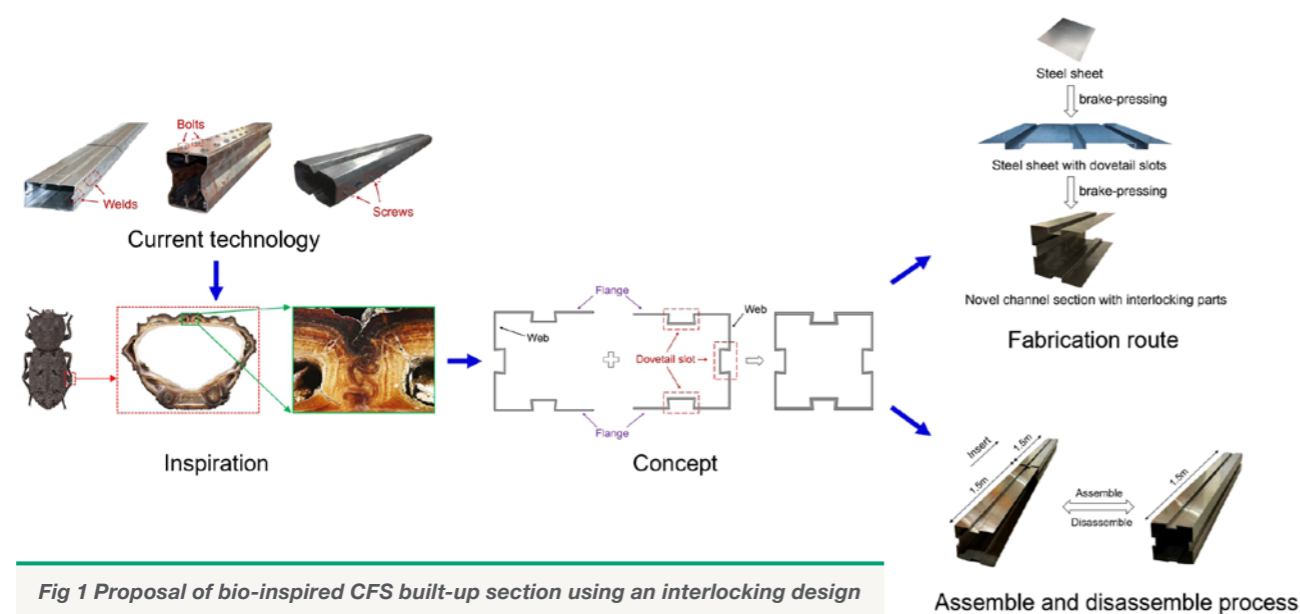 Bolts
Welds
Screws
Current technology
Inspiration
Flange
Web
Web
Dovetail slot
Flange
Concept
Steel sheet
brake-pressing
Steel sheet with dovetail slots
brake-pressing
Novel channel section with interlocking parts
Fabrication route
Insert
1.5m
1.5m
Assemble
Disassemble
1.5m
Assemble and disassemble process
Fig 1 Proposal of bio-inspired CFS built-up section using an interlocking design